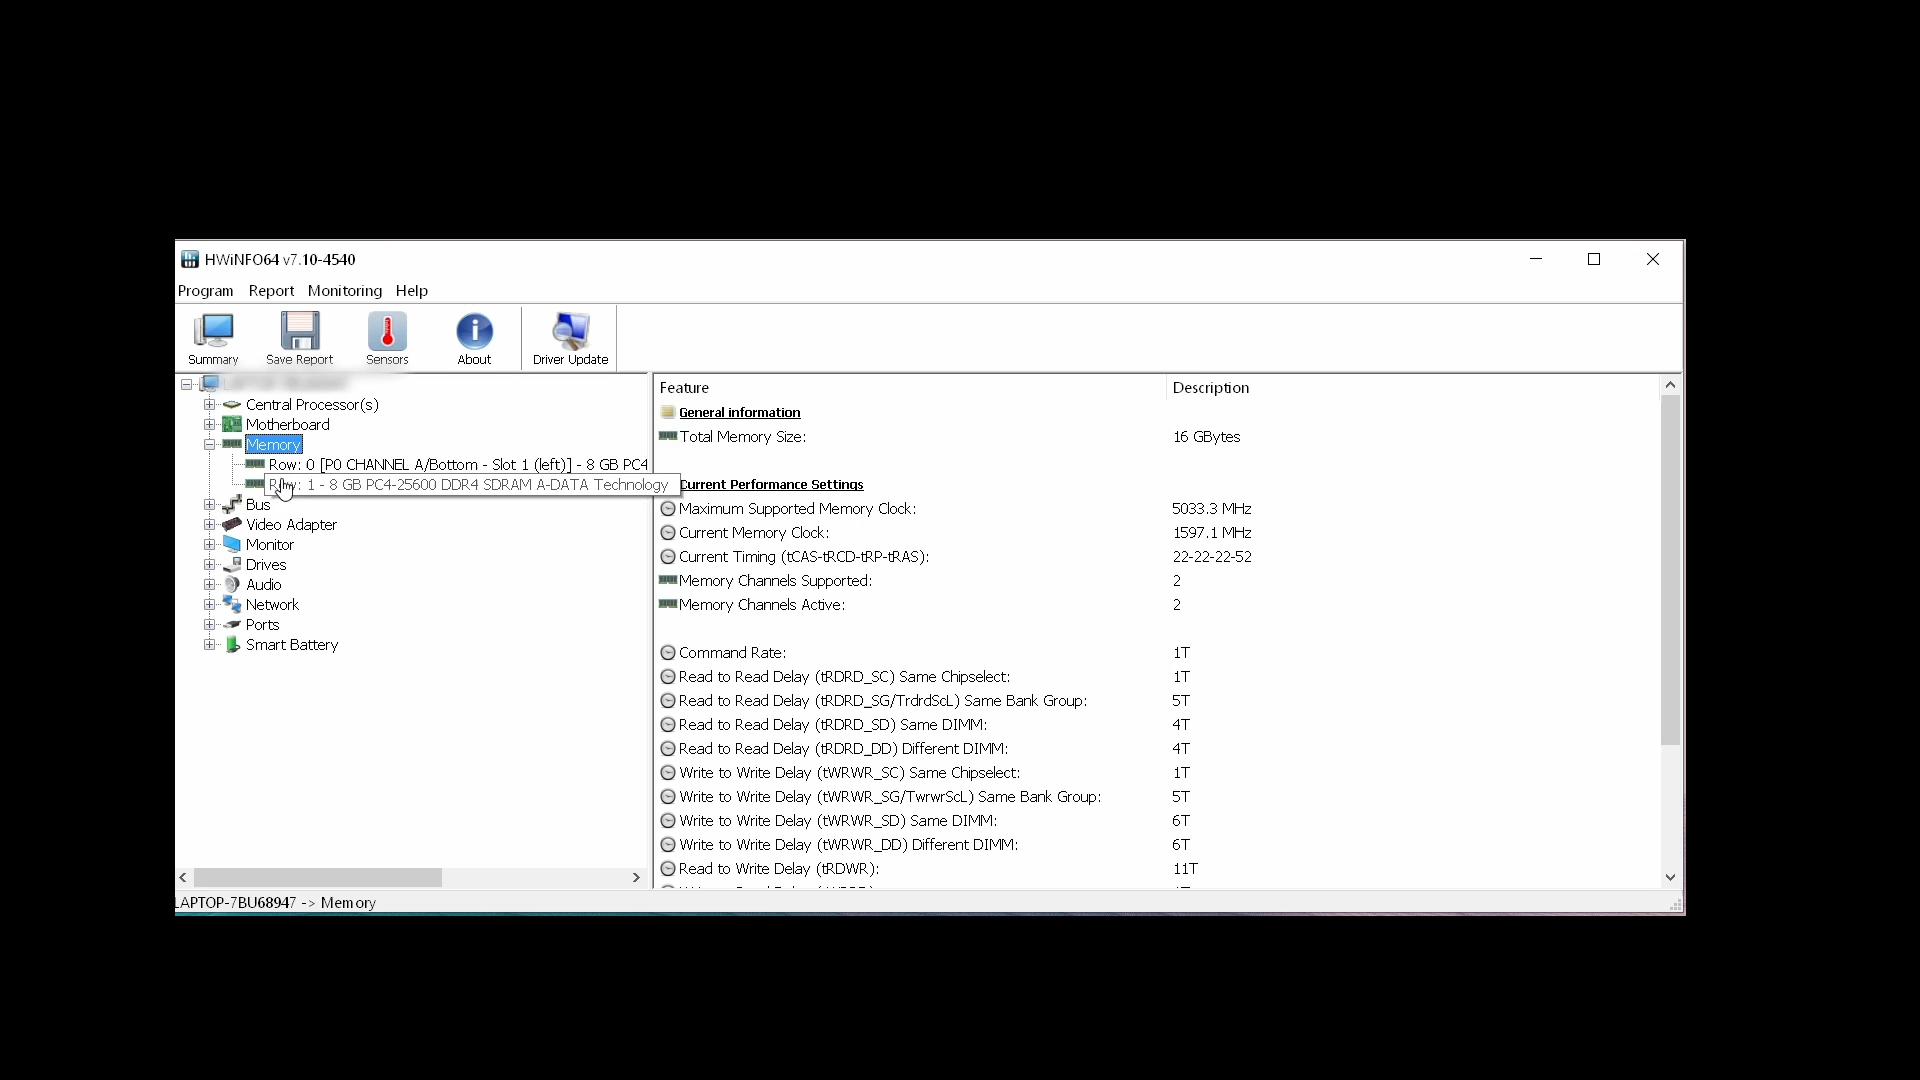 HWiNFO64 v7.10-4540
Program Report Monitoring Help
Summary Save Report Sensors About Driver Update
Central Processor(s)
Motherboard
Memory
Row: 0 [P0 CHANNEL A/Bottom - Slot 1 (left)] - 8 GB PC4
1 - 8 GB PC4-25600 DDR4 SDRAM A-DATA Technology
Bus
Video Adapter
Monitor
Drives
Audio
Network
Ports
Smart Battery
Feature Description
General information
Total Memory Size: 16 GBytes
Current Performance Settings
Maximum Supported Memory Clock: 5033.3 MHz
Current Memory Clock: 1597.1 MHz
Current Timing (tCAS-tRCD-tRP-tRAS): 22-22-22-52
Memory Channels Supported: 2
Memory Channels Active: 2
Command Rate: 1T
Read to Read Delay (tRDRD_SC) Same Chipselect: 1T
Read to Read Delay (tRDRD_SG/TrdrdScL) Same Bank Group: 5T
Read to Read Delay (tRDRD_SD) Same DIMM: 4T
Read to Read Delay (tRDRD_DD) Different DIMM: 4T
Write to Write Delay (tWRWR_SC) Same Chipselect: 1T
Write to Write Delay (tWRWR_SG/TwrwrScL) Same Bank Group: 5T
Write to Write Delay (tWRWR_SD) Same DIMM: 6T
Write to Write Delay (tWRWR_DD) Different DIMM: 6T
Read to Write Delay (tRDWR): 11T
LAPTOP-7BU68947 -> Memory